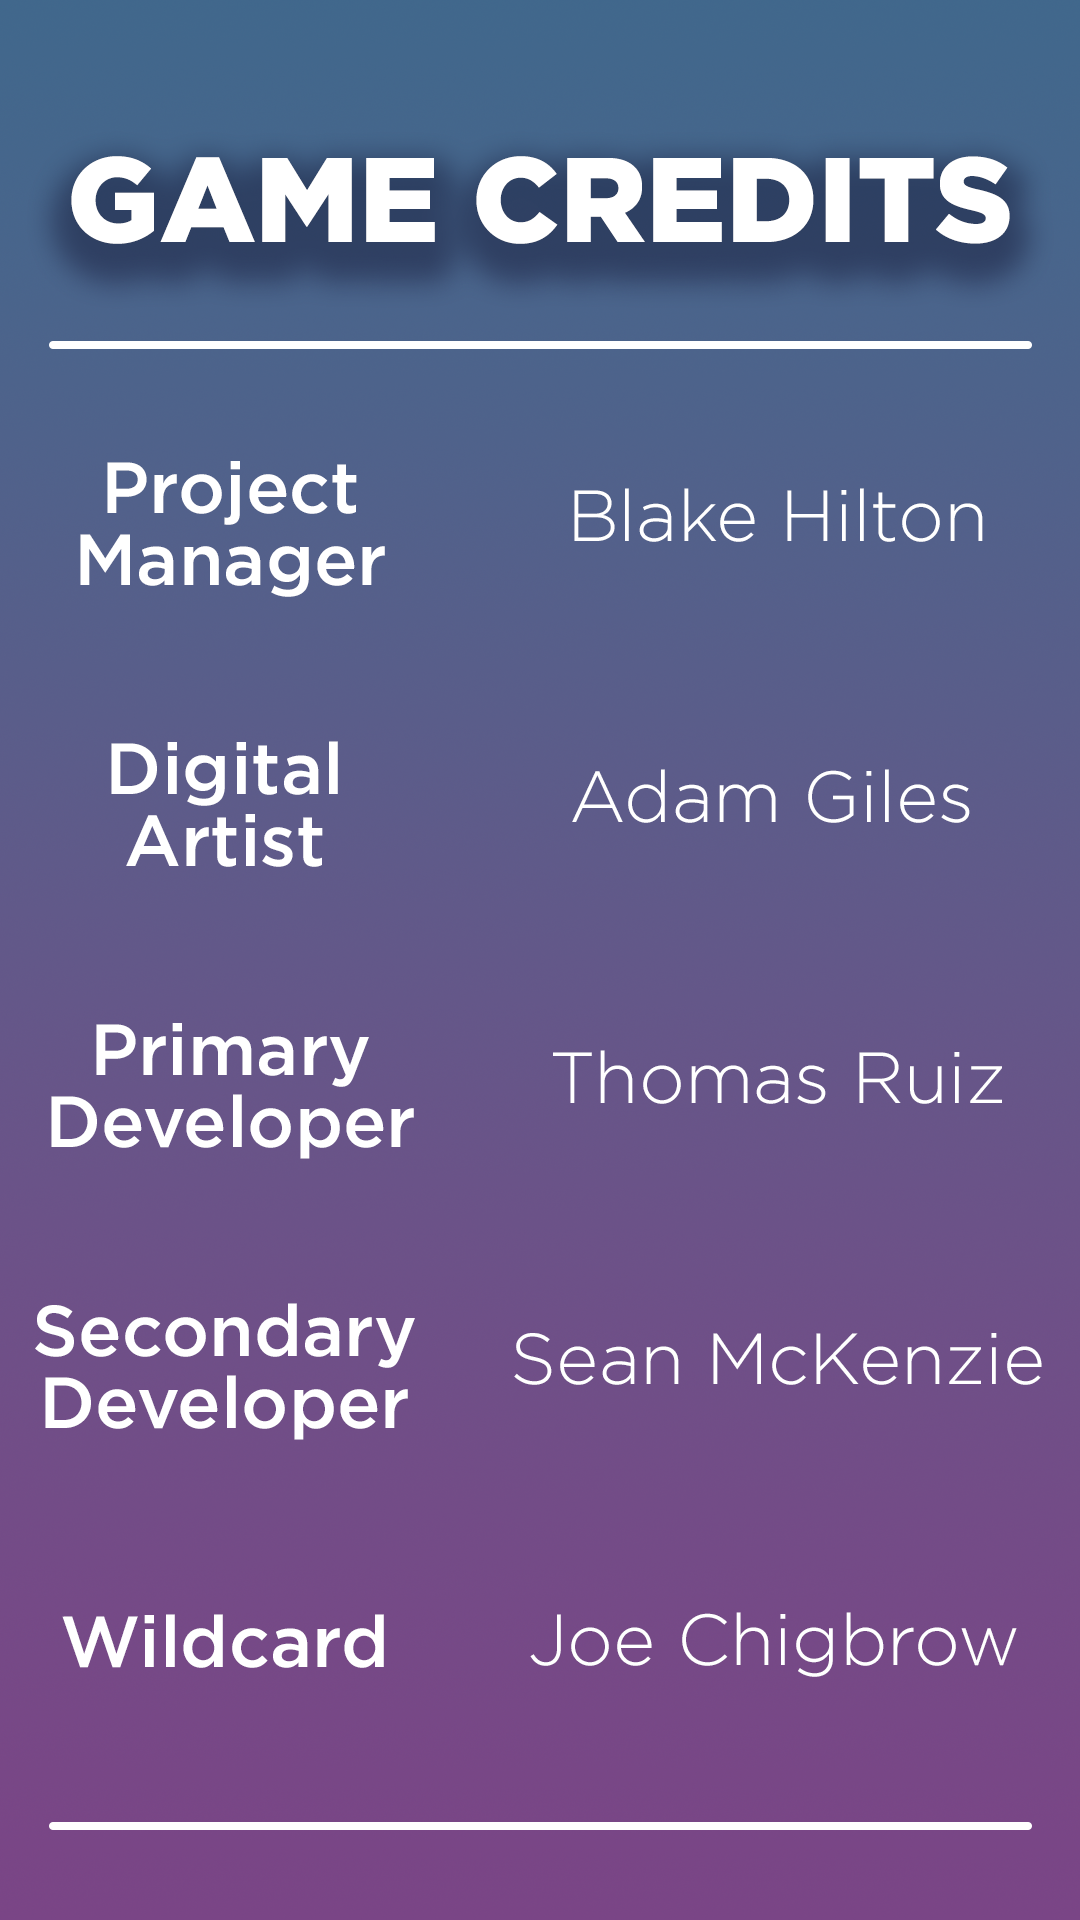 GAME CREDITS
Project
Manager
Blake Hilton
Digital
Artist
Adam Giles
Primary
Developer
Thomas Ruiz
Secondary
Developer
Sean McKenzie
Wildcard
Joe Chigbrow